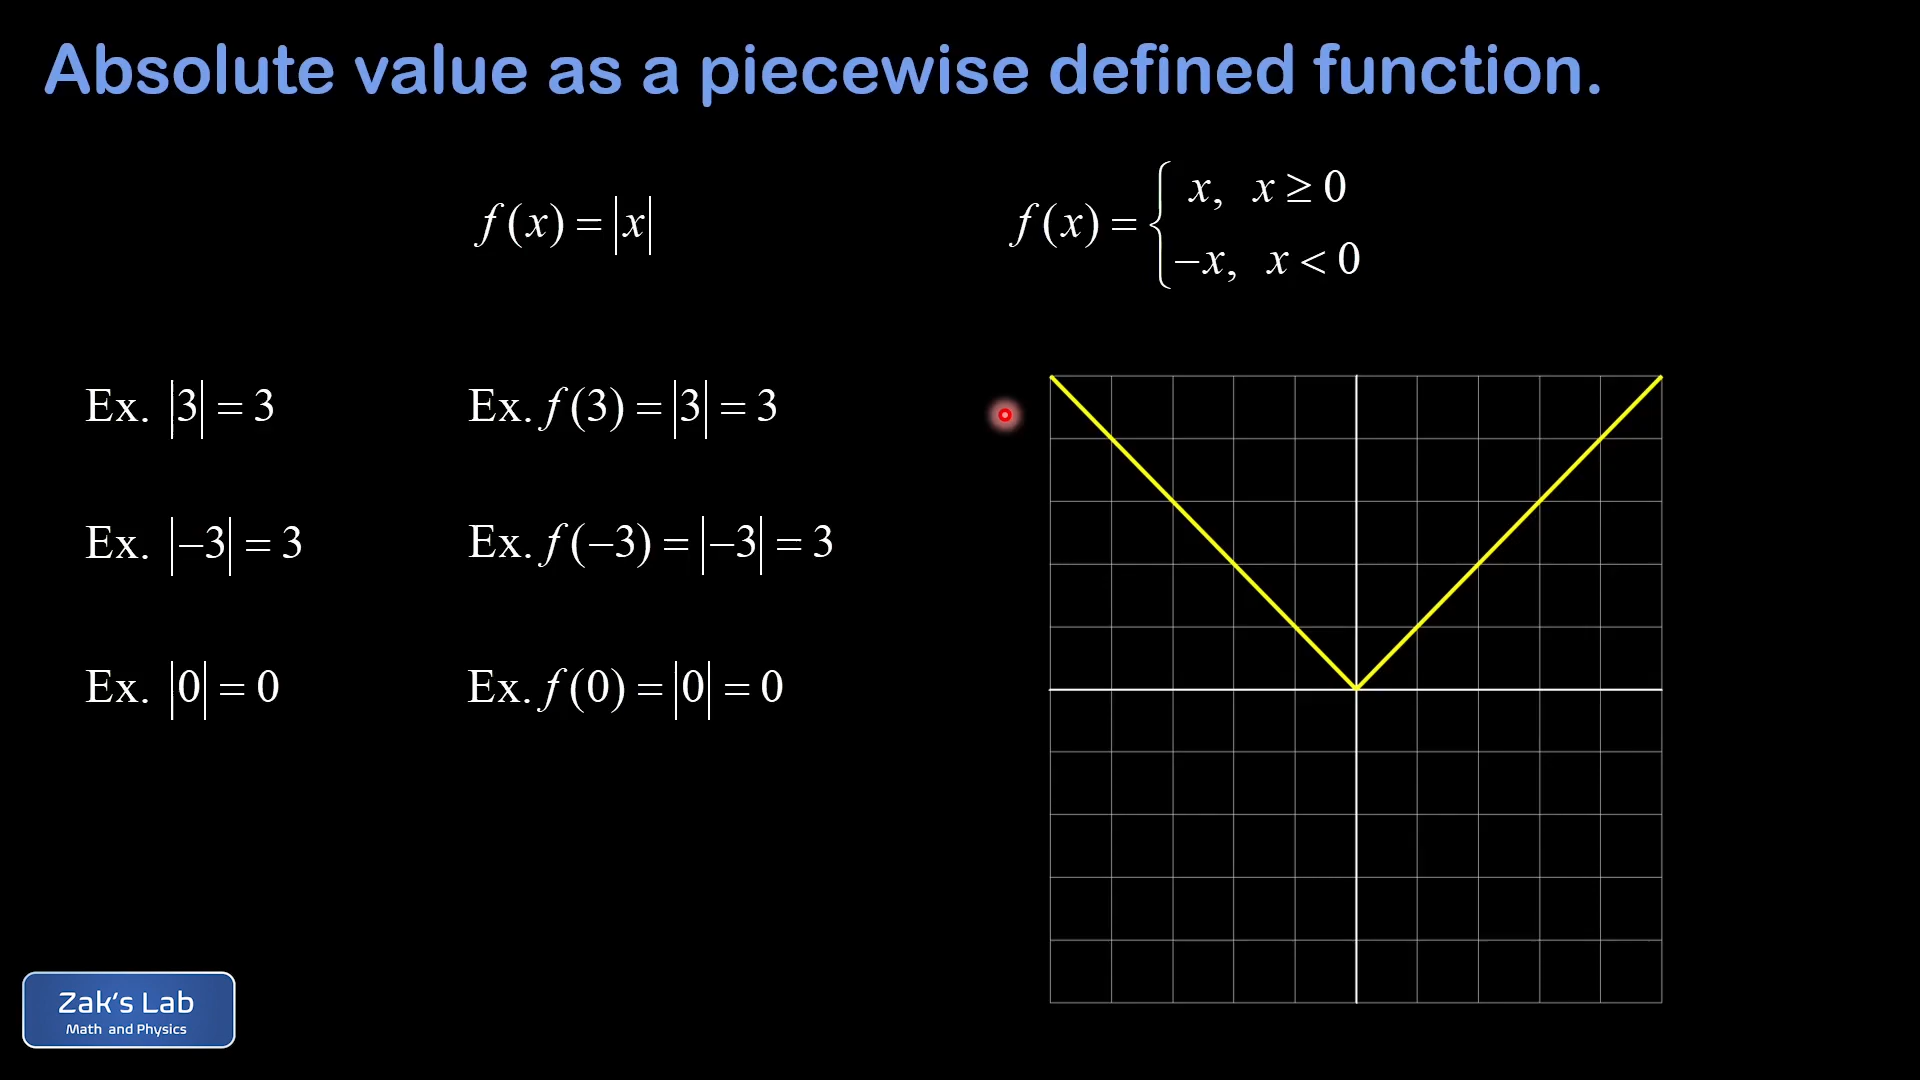 Absolute value as a piecewise defined function.
f(x) = |x|
f(x) = { x, x ≥ 0
−x, x < 0
Ex. |3| = 3
Ex. f(3) = |3| = 3
Ex. |−3| = 3
Ex. f(−3) = |−3| = 3
Ex. |0| = 0
Ex. f(0) = |0| = 0
Zak's Lab
Math and Physics